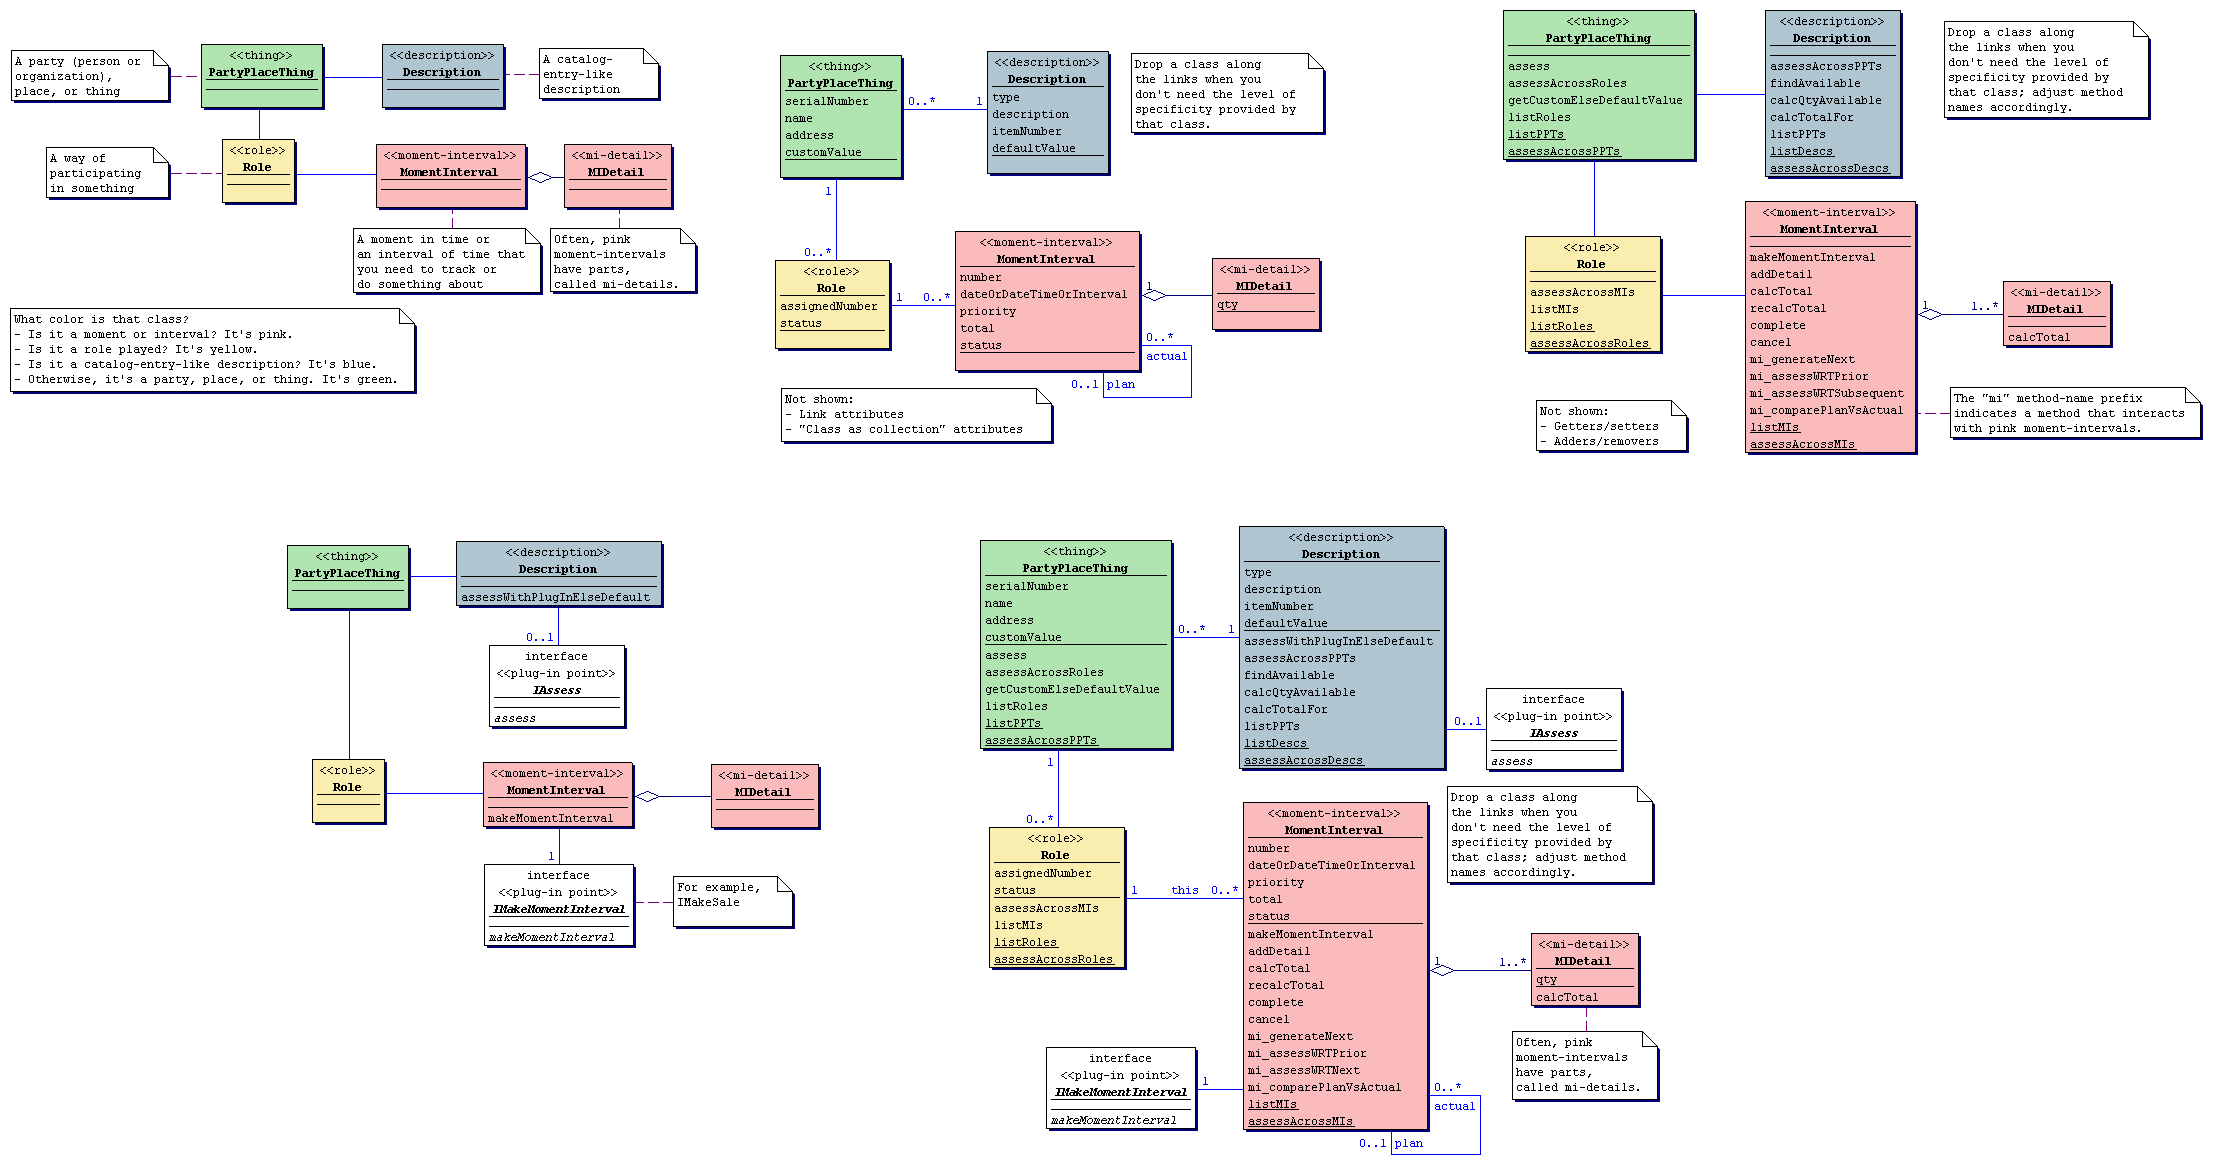 A party (person or
organization),
place, or thing
<<thing>>
PartyPlaceThing
<<description>>
Description
A catalog-
entry-like
description
A way of
participating
in something
<<role>>
Role
<<moment-interval>>
MomentInterval
<<mi-detail>>
MIDetail
A moment in time or
an interval of time that
you need to track or
do something about
Often, pink
moment-intervals
have parts,
called mi-details.
What color is that class?
- Is it a moment or interval? It's pink.
- Is it a role played? It's yellow.
- Is it a catalog-entry-like description? It's blue.
- Otherwise, it's a party, place, or thing. It's green.
<<thing>>
PartyPlaceThing
serialNumber
name
address
customValue
0..*
1
<<description>>
Description
type
description
itemNumber
defaultValue
Drop a class along
the links when you
don't need the level of
specificity provided by
that class.
1
0..*
<<role>>
Role
assignedNumber
status
1
0..*
<<moment-interval>>
MomentInterval
number
dateOrDateTimeOrInterval
priority
total
status
1
<<mi-detail>>
MIDetail
qty
0..*
actual
0..1
plan
Not shown:
- Link attributes
- "Class as collection" attributes
<<thing>>
PartyPlaceThing
assess
assessAcrossRoles
getCustomElseDefaultValue
listRoles
listPPTs
assessAcrossPPTs
<<description>>
Description
assessAcrossPPTs
findAvailable
calcQtyAvailable
calcTotalFor
listPPTs
listDescs
assessAcrossDescs
Drop a class along
the links when you
don't need the level of
specificity provided by
that class; adjust method
names accordingly.
<<role>>
Role
assessAcrossMIs
listMIs
listRoles
assessAcrossRoles
<<moment-interval>>
MomentInterval
makeMomentInterval
addDetail
calcTotal
recalcTotal
complete
cancel
mi_generateNext
mi_assessWRTPrior
mi_assessWRTSubsequent
mi_comparePlanVsActual
listMIs
assessAcrossMIs
1
1..*
<<mi-detail>>
MIDetail
calcTotal
Not shown:
- Getters/setters
- Adders/removers
The "mi" method-name prefix
indicates a method that interacts
with pink moment-intervals.
<<thing>>
PartyPlaceThing
<<description>>
Description
assessWithPlugInElseDefault
0..1
interface
<<plug-in point>>
IAssess
assess
<<role>>
Role
<<moment-interval>>
MomentInterval
makeMomentInterval
<<mi-detail>>
MIDetail
1
interface
<<plug-in point>>
IMakeMomentInterval
makeMomentInterval
For example,
IMakeSale
<<thing>>
PartyPlaceThing
serialNumber
name
address
customValue
assess
assessAcrossRoles
getCustomElseDefaultValue
listRoles
listPPTs
assessAcrossPPTs
0..*
1
<<description>>
Description
type
description
itemNumber
defaultValue
assessWithPlugInElseDefault
assessAcrossPPTs
findAvailable
calcQtyAvailable
calcTotalFor
listPPTs
listDescs
assessAcrossDescs
0..1
interface
<<plug-in point>>
IAssess
assess
1
0..*
<<role>>
Role
assignedNumber
status
assessAcrossMIs
listMIs
listRoles
assessAcrossRoles
1
this
0..*
<<moment-interval>>
MomentInterval
number
dateOrDateTimeOrInterval
priority
total
status
makeMomentInterval
addDetail
calcTotal
recalcTotal
complete
cancel
mi_generateNext
mi_assessWRTPrior
mi_assessWRTNext
mi_comparePlanVsActual
listMIs
assessAcrossMIs
Drop a class along
the links when you
don't need the level of
specificity provided by
that class; adjust method
names accordingly.
1
1..*
<<mi-detail>>
MIDetail
qty
calcTotal
Often, pink
moment-intervals
have parts,
called mi-details.
interface
<<plug-in point>>
IMakeMomentInterval
makeMomentInterval
1
0..*
actual
0..1
plan